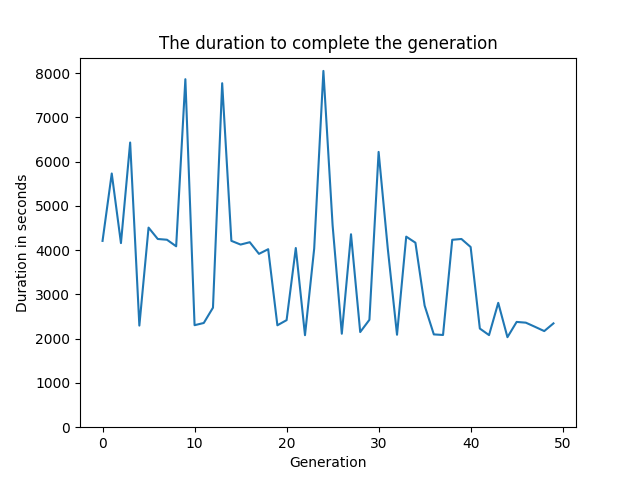 The duration to complete the generation
8000
7000
6000
5000
4000
3000
2000
1000
0
Duration in seconds
0 10 20 30 40 50
Generation